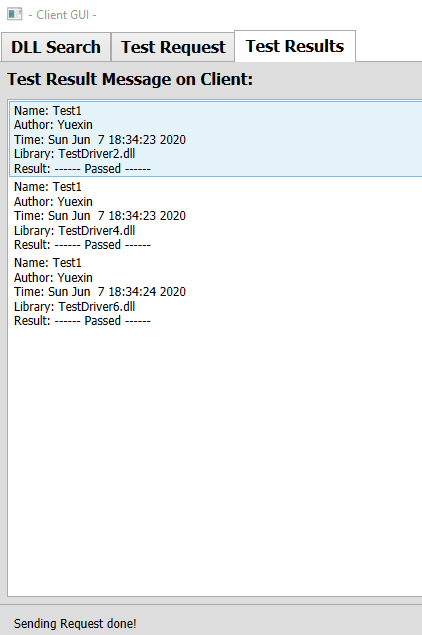 - Client GUI -
DLL Search Test Request Test Results
Test Result Message on Client:
Name: Test1
Author: Yuexin
Time: Sun Jun  7 18:34:23 2020
Library: TestDriver2.dll
Result: ------ Passed ------
Name: Test1
Author: Yuexin
Time: Sun Jun  7 18:34:23 2020
Library: TestDriver4.dll
Result: ------ Passed ------
Name: Test1
Author: Yuexin
Time: Sun Jun  7 18:34:24 2020
Library: TestDriver6.dll
Result: ------ Passed ------
Sending Request done!